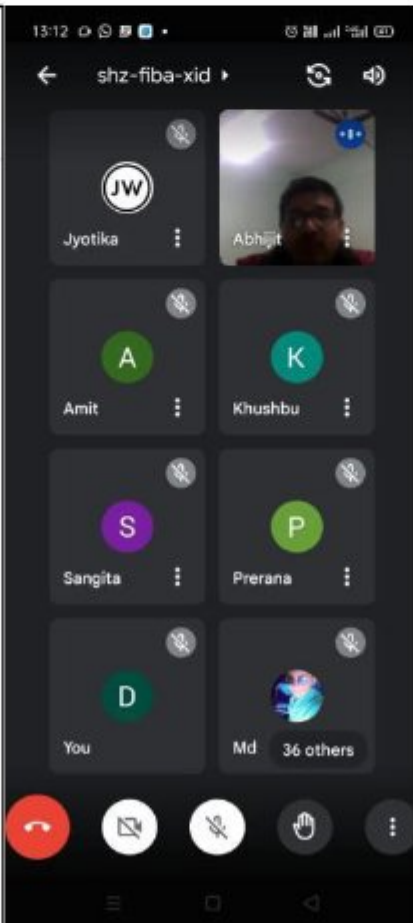 13:12
shz-fiba-xid
JW
Jyotika
Abhijit
A
Amit
K
Khushbu
S
Sangita
P
Prerana
D
You
Md
36 others